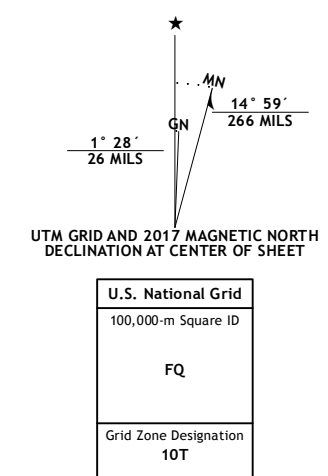 ★
MN
GN
14° 59´
266 MILS
1° 28´
26 MILS
UTM GRID AND 2017 MAGNETIC NORTH
DECLINATION AT CENTER OF SHEET
U.S. National Grid
100,000-m Square ID
FQ
Grid Zone Designation
10T